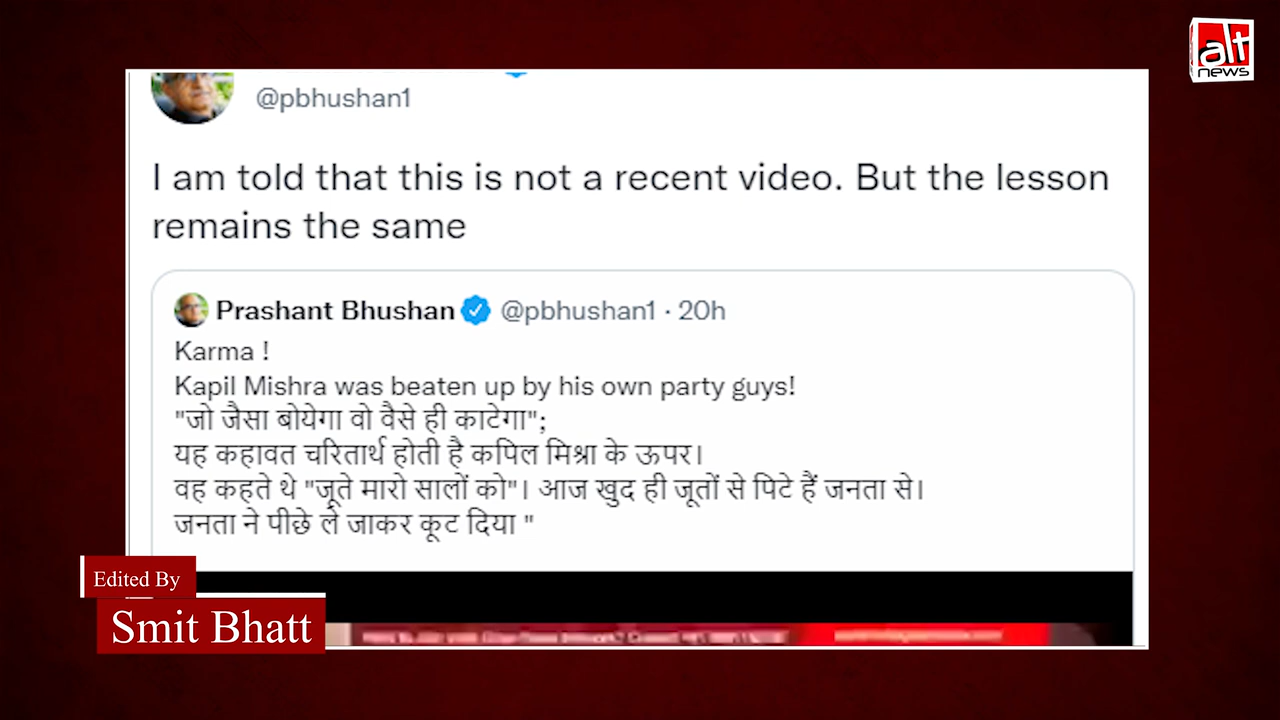 alt
news
@pbhushan1
I am told that this is not a recent video. But the lesson
remains the same
Prashant Bhushan @pbhushan1 · 20h
Karma !
Kapil Mishra was beaten up by his own party guys!
"जो जैसा बोयेगा वो वैसे ही काटेगा";
यह कहावत चरितार्थ होती है कपिल मिश्रा के ऊपर।
वह कहते थे "जूते मारो सालों को"। आज खुद ही जूतों से पिटे हैं जनता से।
जनता ने पीछे ले जाकर कूट दिया "
Edited By
Smit Bhatt